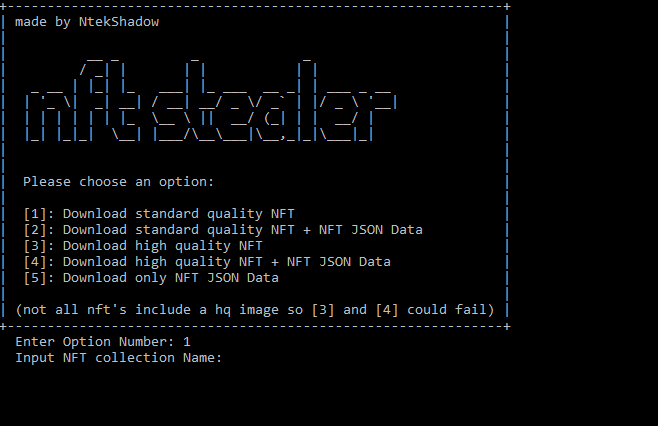 made by NtekShadow
nftstealer
Please choose an option:
[1]: Download standard quality NFT
[2]: Download standard quality NFT + NFT JSON Data
[3]: Download high quality NFT
[4]: Download high quality NFT + NFT JSON Data
[5]: Download only NFT JSON Data
(not all nft's include a hq image so [3] and [4] could fail)
Enter Option Number: 1
Input NFT collection Name: